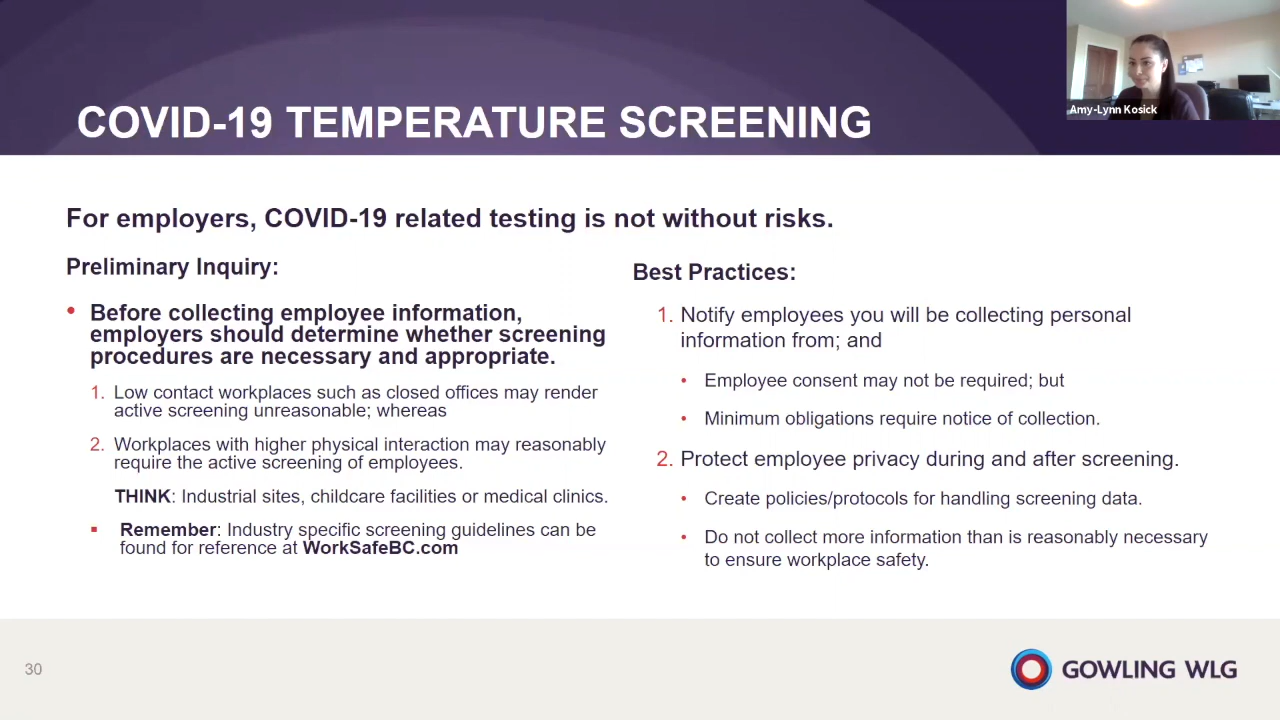 COVID-19 TEMPERATURE SCREENING
Amy-Lynn Kosick
For employers, COVID-19 related testing is not without risks.
Preliminary Inquiry:
• Before collecting employee information,
employers should determine whether screening
procedures are necessary and appropriate.
1. Low contact workplaces such as closed offices may render
active screening unreasonable; whereas
2. Workplaces with higher physical interaction may reasonably
require the active screening of employees.
THINK: Industrial sites, childcare facilities or medical clinics.
▪ Remember: Industry specific screening guidelines can be
found for reference at WorkSafeBC.com
Best Practices:
1. Notify employees you will be collecting personal
information from; and
• Employee consent may not be required; but
• Minimum obligations require notice of collection.
2. Protect employee privacy during and after screening.
• Create policies/protocols for handling screening data.
• Do not collect more information than is reasonably necessary
to ensure workplace safety.
30
GOWLING WLG